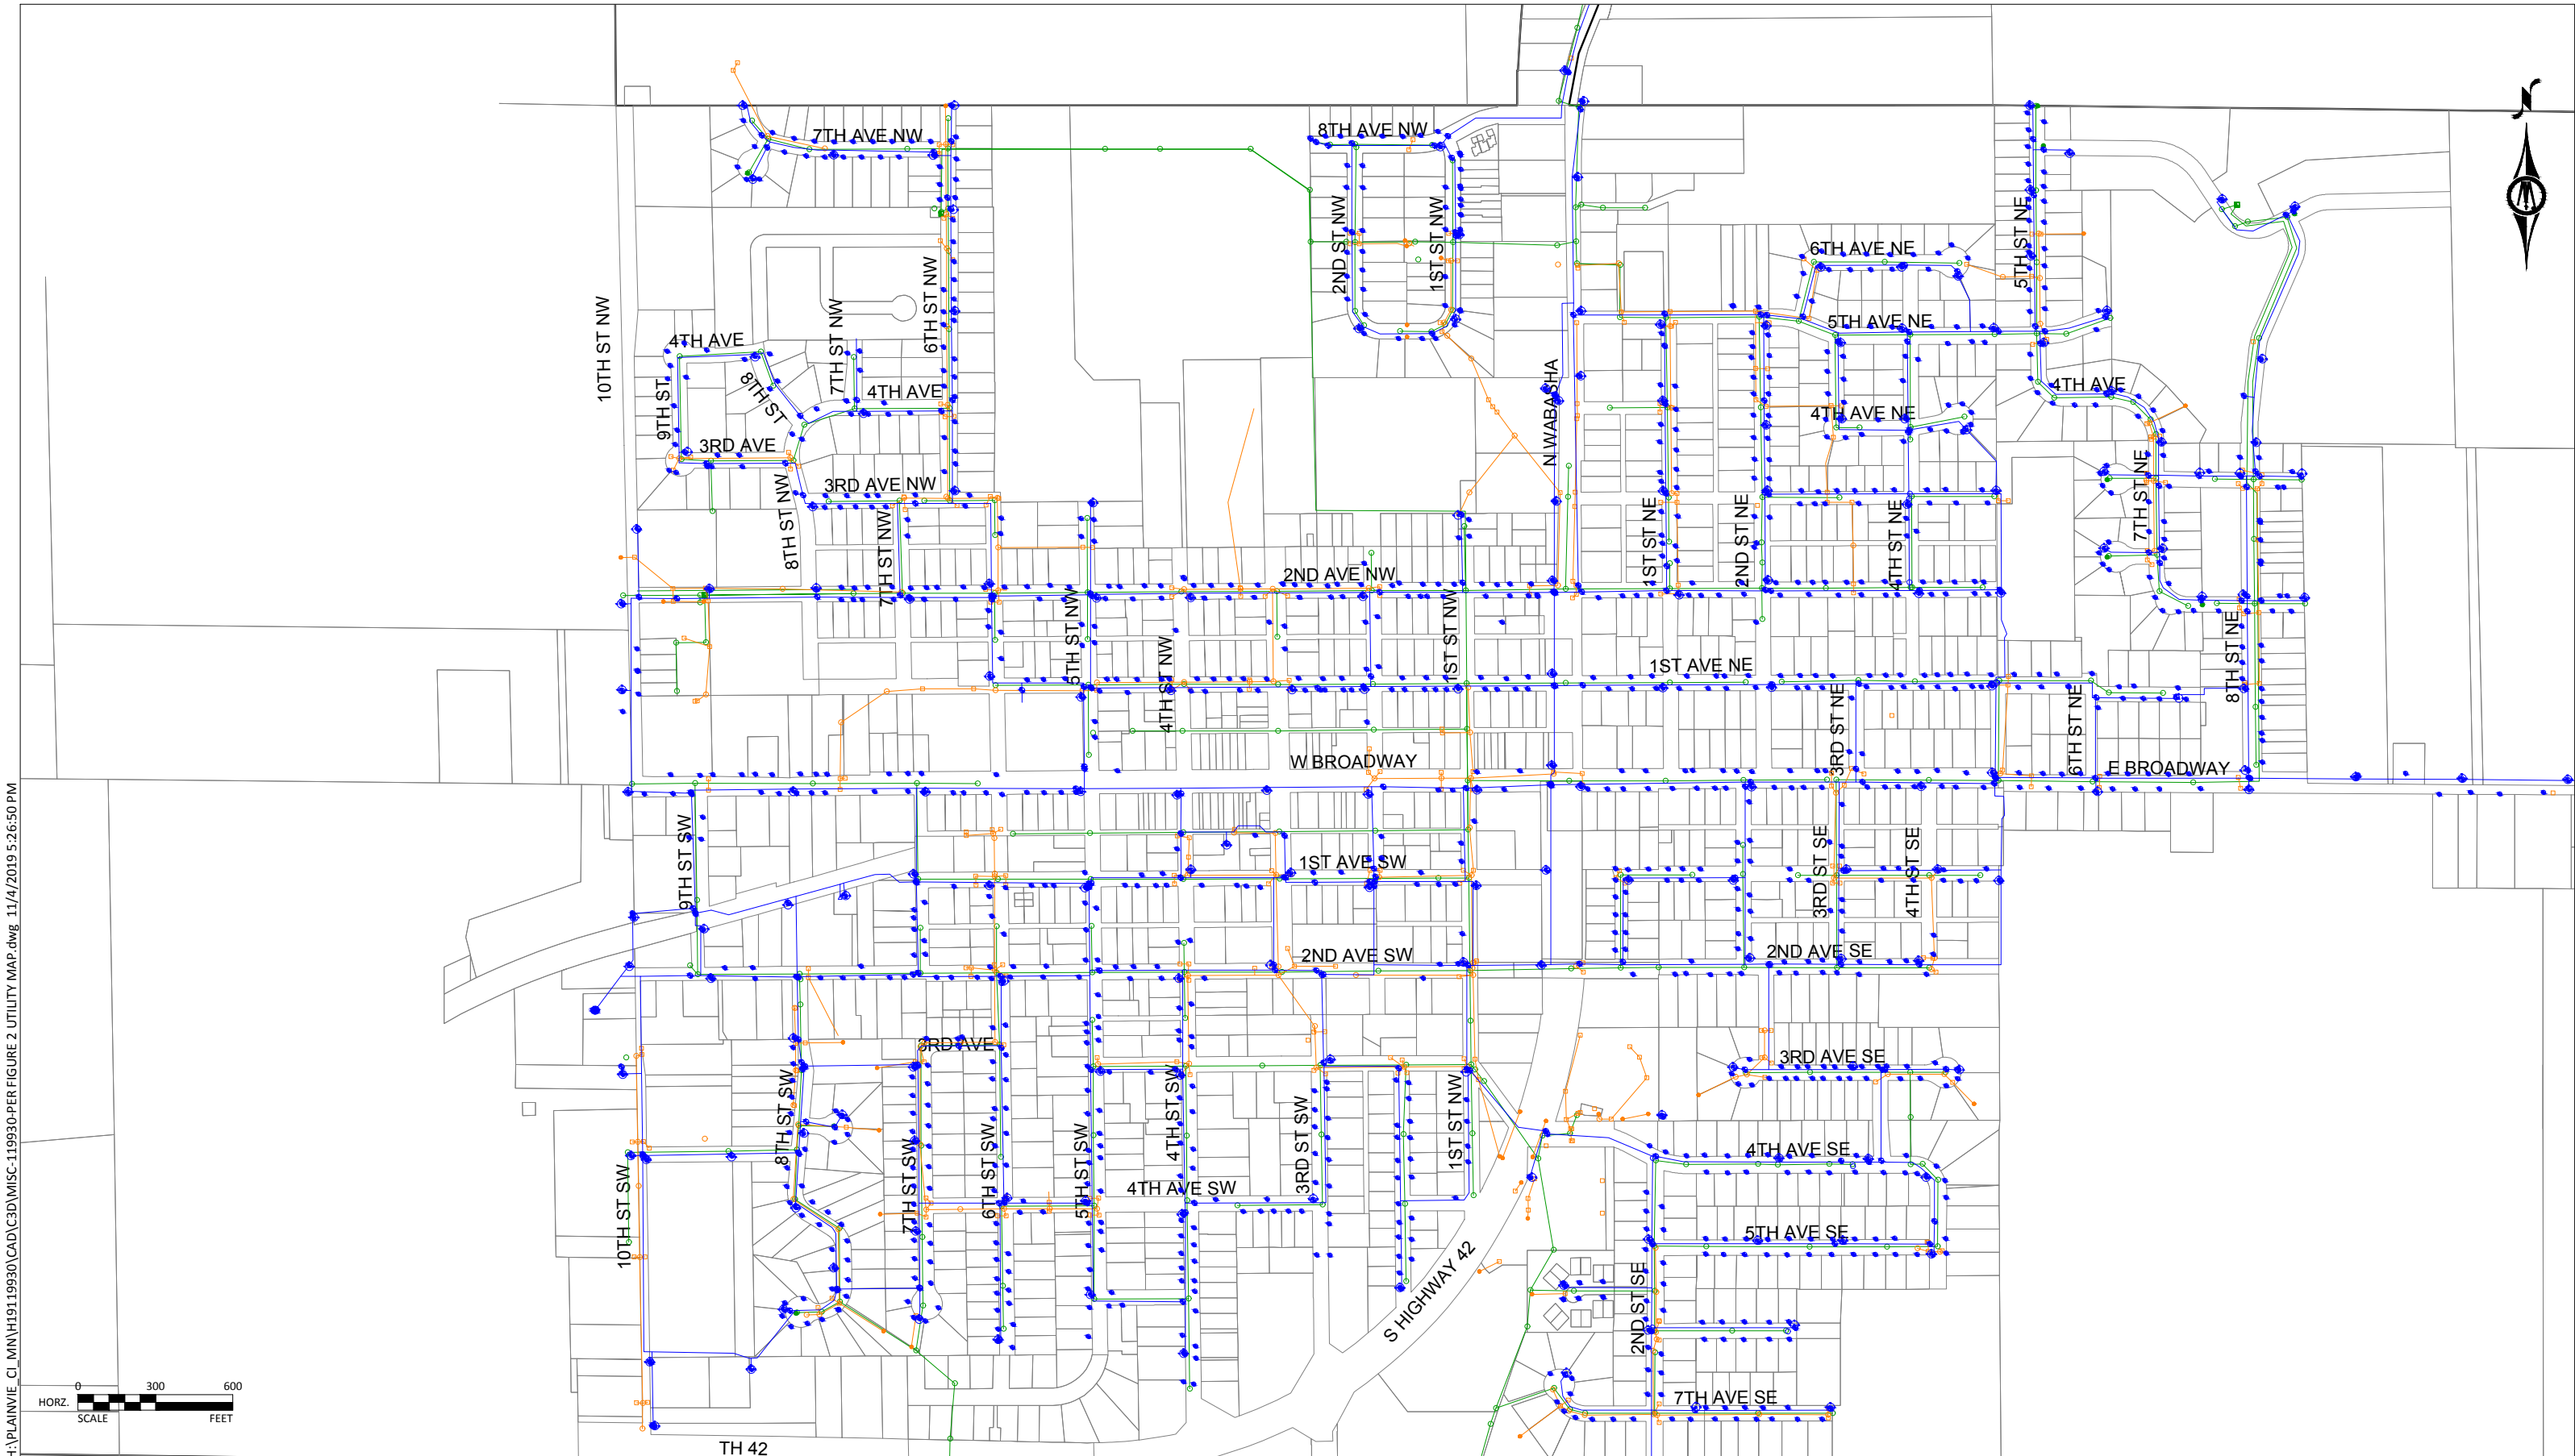 7TH AVE NW
8TH AVE NW
2ND ST NW
1ST ST NW
5TH ST NE
6TH AVE NE
10TH ST NW
6TH ST NW
7TH ST NW
4TH AVE
8TH ST
9TH ST
4TH AVE
3RD AVE
5TH AVE NE
4TH AVE
4TH AVE NE
N WABASHA
3RD AVE NW
8TH ST NW
7TH ST NW
1ST ST NE
2ND ST NE
4TH ST NE
7TH ST NE
2ND AVE NW
5TH ST NW
4TH ST NW
1ST ST NW
1ST AVE NE
3RD ST NE
6TH ST NE
8TH ST NE
W BROADWAY
E BROADWAY
9TH ST SW
1ST AVE SW
3RD ST SE
4TH ST SE
2ND AVE SW
2ND AVE SE
3RD AVE
3RD AVE SE
8TH ST SW
7TH ST SW
6TH ST SW
5TH ST SW
4TH ST SW
3RD ST SW
1ST ST NW
4TH AVE SE
10TH ST SW
4TH AVE SW
5TH AVE SE
S HIGHWAY 42
2ND ST SE
7TH AVE SE
TH 42
N
H:\PLAINVIE_CI_MN\H19119930\CAD\C3D\MISC-119930-PER FIGURE 2 UTILITY MAP.dwg 11/4/2019 5:26:50 PM
0 300 600
HORZ.
SCALE FEET